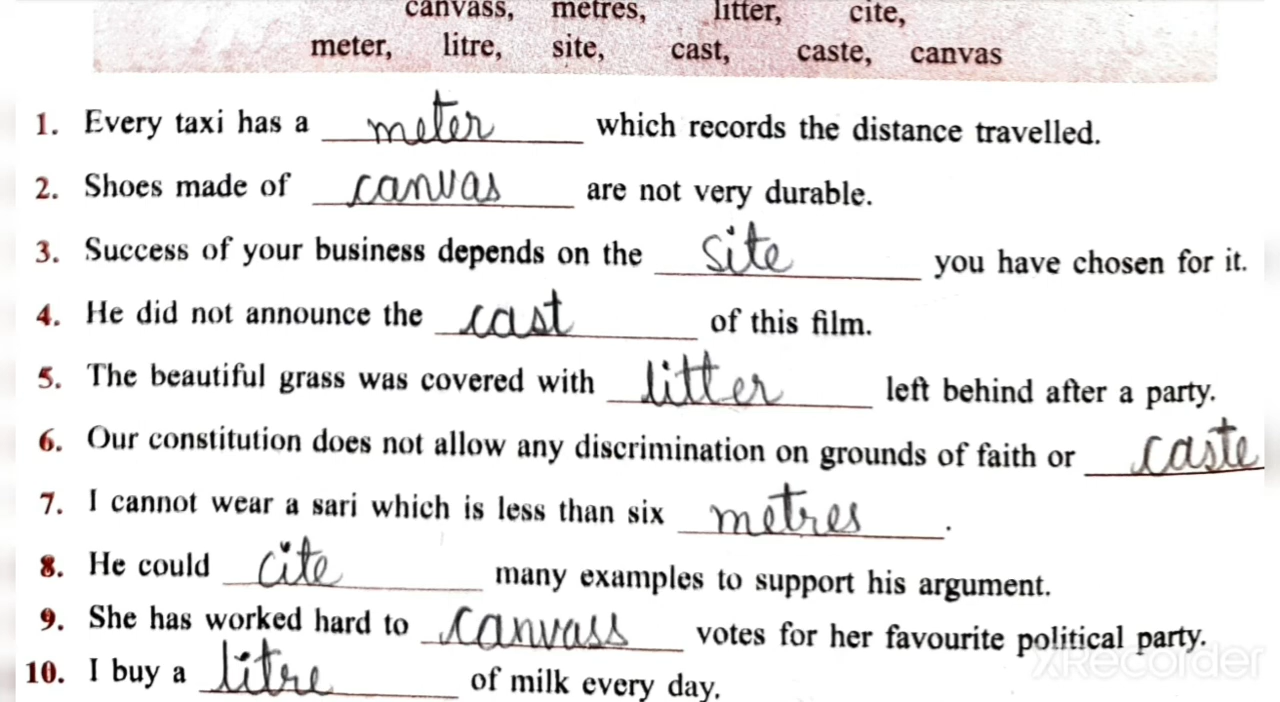 canvass, metres, litter, cite,
meter, litre, site, cast, caste, canvas
1. Every taxi has a meter which records the distance travelled.
2. Shoes made of canvas are not very durable.
3. Success of your business depends on the site you have chosen for it.
4. He did not announce the cast of this film.
5. The beautiful grass was covered with litter left behind after a party.
6. Our constitution does not allow any discrimination on grounds of faith or caste
7. I cannot wear a sari which is less than six metres.
8. He could cite many examples to support his argument.
9. She has worked hard to canvass votes for her favourite political party.
XRecorder
10. I buy a litre of milk every day.